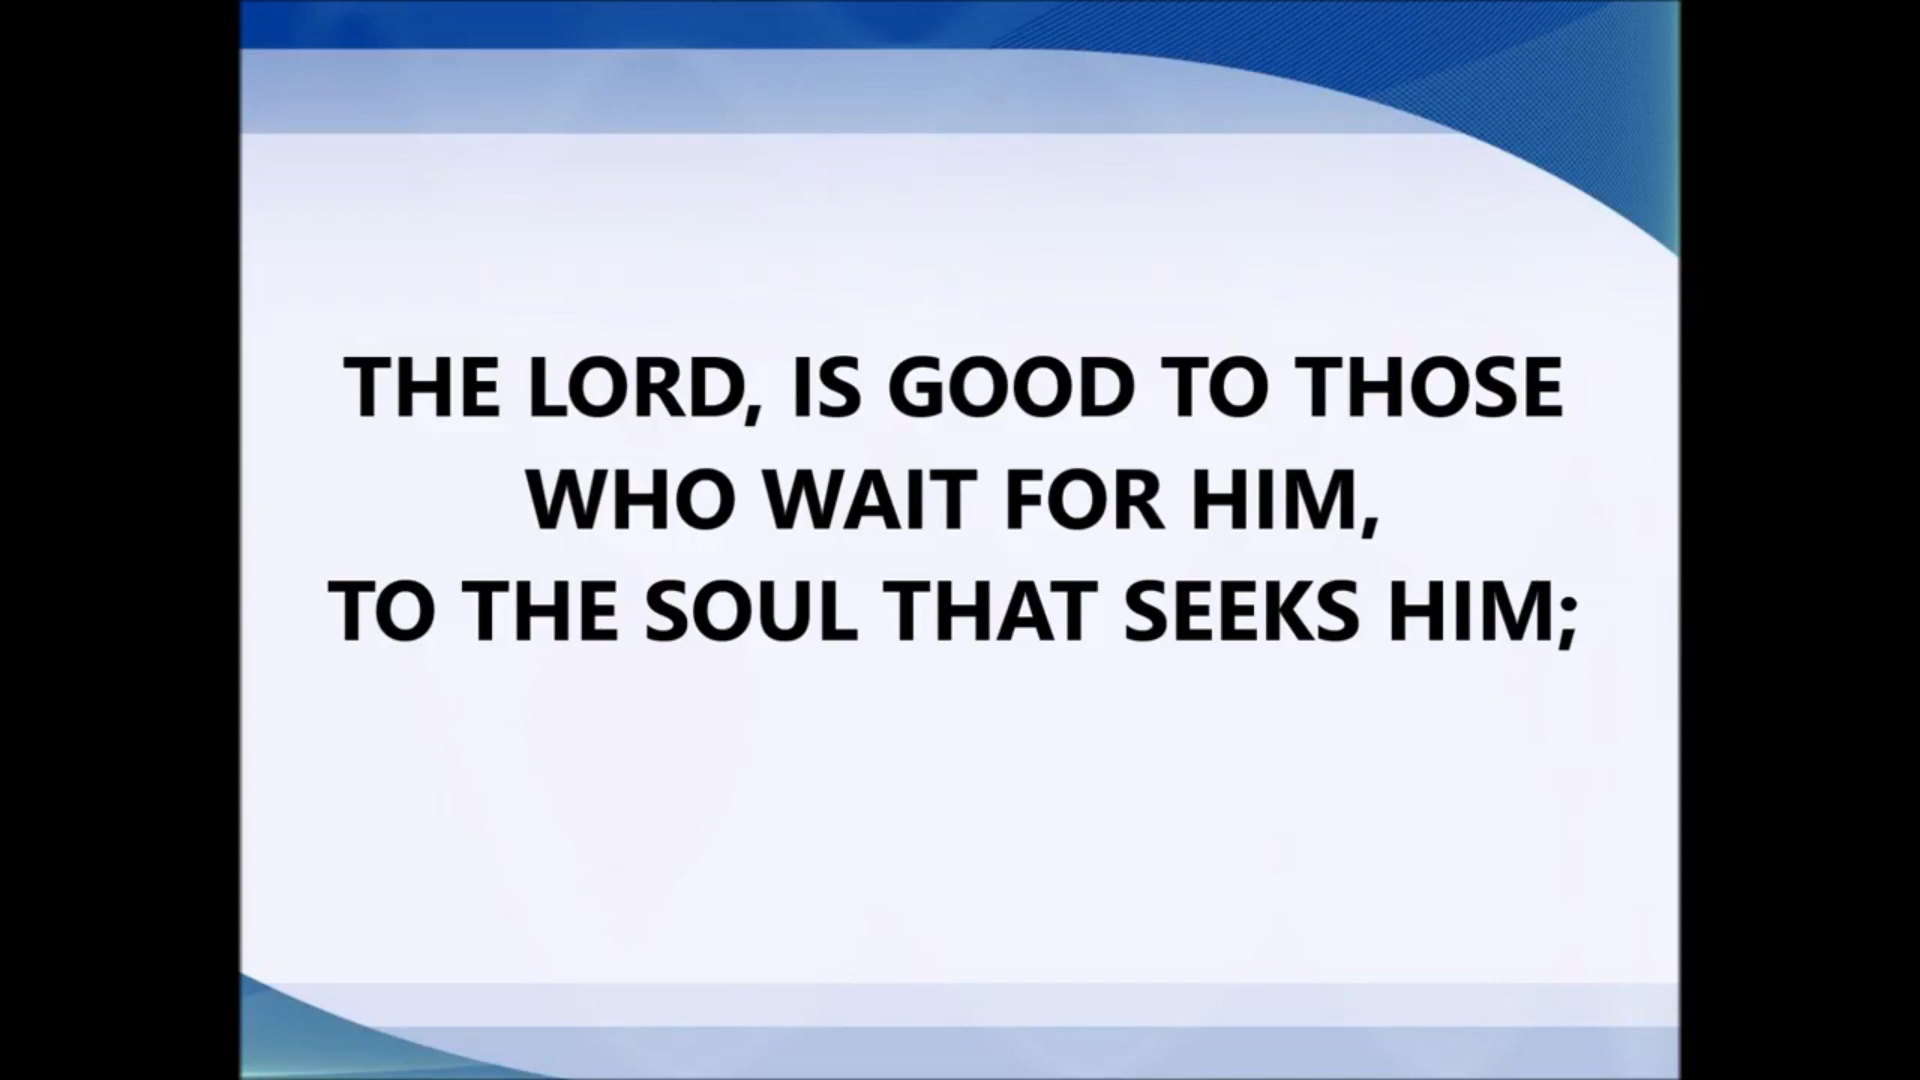 THE LORD, IS GOOD TO THOSE
WHO WAIT FOR HIM,
TO THE SOUL THAT SEEKS HIM;